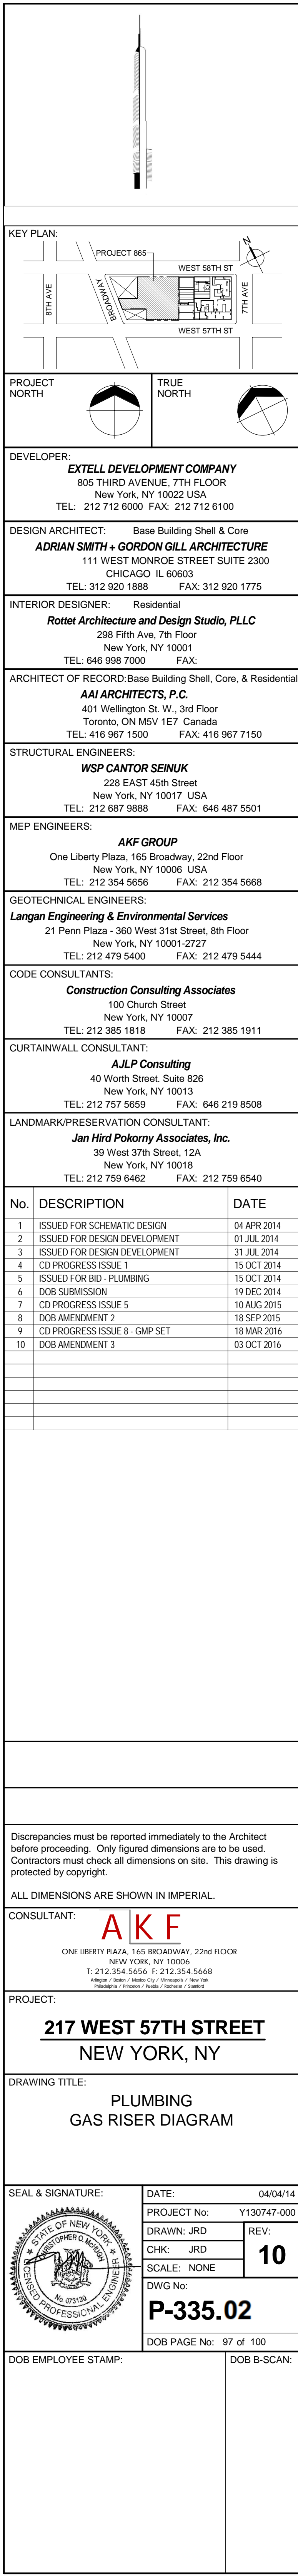 KEY PLAN:
PROJECT 865
WEST 58TH ST
N
8TH AVE
BROADWAY
7TH AVE
WEST 57TH ST
PROJECT
NORTH
TRUE
NORTH
DEVELOPER:
EXTELL DEVELOPMENT COMPANY
805 THIRD AVENUE, 7TH FLOOR
New York, NY 10022 USA
TEL: 212 712 6000 FAX: 212 712 6100
DESIGN ARCHITECT: Base Building Shell & Core
ADRIAN SMITH + GORDON GILL ARCHITECTURE
111 WEST MONROE STREET SUITE 2300
CHICAGO IL 60603
TEL: 312 920 1888 FAX: 312 920 1775
INTERIOR DESIGNER: Residential
Rottet Architecture and Design Studio, PLLC
298 Fifth Ave, 7th Floor
New York, NY 10001
TEL: 646 998 7000 FAX:
ARCHITECT OF RECORD:Base Building Shell, Core, & Residential
AAI ARCHITECTS, P.C.
401 Wellington St. W., 3rd Floor
Toronto, ON M5V 1E7 Canada
TEL: 416 967 1500 FAX: 416 967 7150
STRUCTURAL ENGINEERS:
WSP CANTOR SEINUK
228 EAST 45th Street
New York, NY 10017 USA
TEL: 212 687 9888 FAX: 646 487 5501
MEP ENGINEERS:
AKF GROUP
One Liberty Plaza, 165 Broadway, 22nd Floor
New York, NY 10006 USA
TEL: 212 354 5656 FAX: 212 354 5668
GEOTECHNICAL ENGINEERS:
Langan Engineering & Environmental Services
21 Penn Plaza - 360 West 31st Street, 8th Floor
New York, NY 10001-2727
TEL: 212 479 5400 FAX: 212 479 5444
CODE CONSULTANTS:
Construction Consulting Associates
100 Church Street
New York, NY 10007
TEL: 212 385 1818 FAX: 212 385 1911
CURTAINWALL CONSULTANT:
AJLP Consulting
40 Worth Street. Suite 826
New York, NY 10013
TEL: 212 757 5659 FAX: 646 219 8508
LANDMARK/PRESERVATION CONSULTANT:
Jan Hird Pokorny Associates, Inc.
39 West 37th Street, 12A
New York, NY 10018
TEL: 212 759 6462 FAX: 212 759 6540
No. DESCRIPTION DATE
1 ISSUED FOR SCHEMATIC DESIGN 04 APR 2014
2 ISSUED FOR DESIGN DEVELOPMENT 01 JUL 2014
3 ISSUED FOR DESIGN DEVELOPMENT 31 JUL 2014
4 CD PROGRESS ISSUE 1 15 OCT 2014
5 ISSUED FOR BID - PLUMBING 15 OCT 2014
6 DOB SUBMISSION 19 DEC 2014
7 CD PROGRESS ISSUE 5 10 AUG 2015
8 DOB AMENDMENT 2 18 SEP 2015
9 CD PROGRESS ISSUE 8 - GMP SET 18 MAR 2016
10 DOB AMENDMENT 3 03 OCT 2016
Discrepancies must be reported immediately to the Architect
before proceeding. Only figured dimensions are to be used.
Contractors must check all dimensions on site. This drawing is
protected by copyright.
ALL DIMENSIONS ARE SHOWN IN IMPERIAL.
CONSULTANT:
AKF
ONE LIBERTY PLAZA, 165 BROADWAY, 22nd FLOOR
NEW YORK, NY 10006
T: 212.354.5656 F: 212.354.5668
Arlington / Boston / Mexico City / Minneapolis / New York
Philadelphia / Princeton / Puebla / Rochester / Stamford
PROJECT:
217 WEST 57TH STREET
NEW YORK, NY
DRAWING TITLE:
PLUMBING
GAS RISER DIAGRAM
SEAL & SIGNATURE:
STATE OF NEW YORK
CHRISTOPHER O. McHUGH
No. 073130
LICENSED PROFESSIONAL ENGINEER
DATE: 04/04/14
PROJECT No: Y130747-000
DRAWN: JRD
CHK: JRD
SCALE: NONE
REV:
10
DWG No:
P-335.02
DOB PAGE No: 97 of 100
DOB EMPLOYEE STAMP:
DOB B-SCAN: